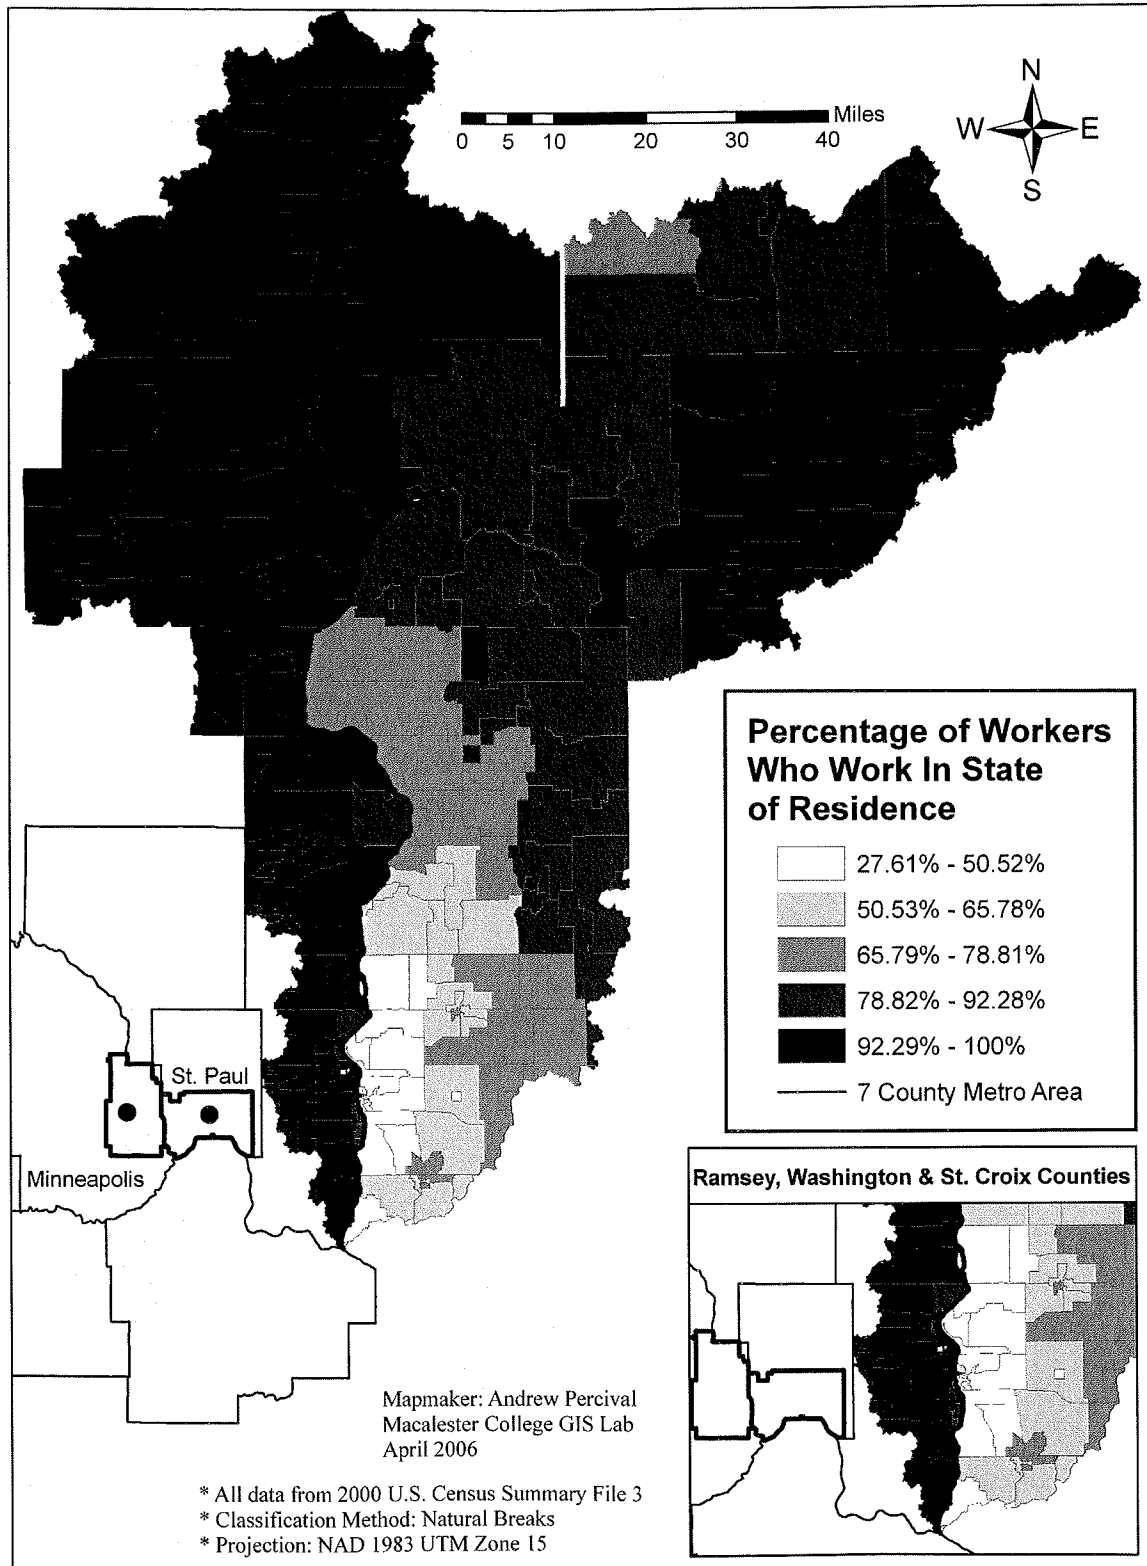 N
W E
S
Miles
0 5 10 20 30 40
Percentage of Workers
Who Work In State
of Residence
27.61% - 50.52%
50.53% - 65.78%
65.79% - 78.81%
78.82% - 92.28%
92.29% - 100%
7 County Metro Area
St. Paul
Minneapolis
Ramsey, Washington & St. Croix Counties
Mapmaker: Andrew Percival
Macalester College GIS Lab
April 2006
* All data from 2000 U.S. Census Summary File 3
* Classification Method: Natural Breaks
* Projection: NAD 1983 UTM Zone 15